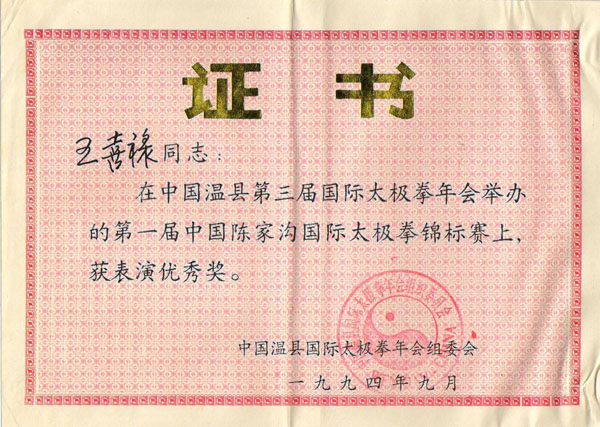 证书
王喜禄同志：
在中国温县第三届国际太极拳年会举办
的第一届中国陈家沟国际太极拳锦标赛上，
获表演优秀奖。
中国温县国际太极拳年会组委会
一九九四年九月